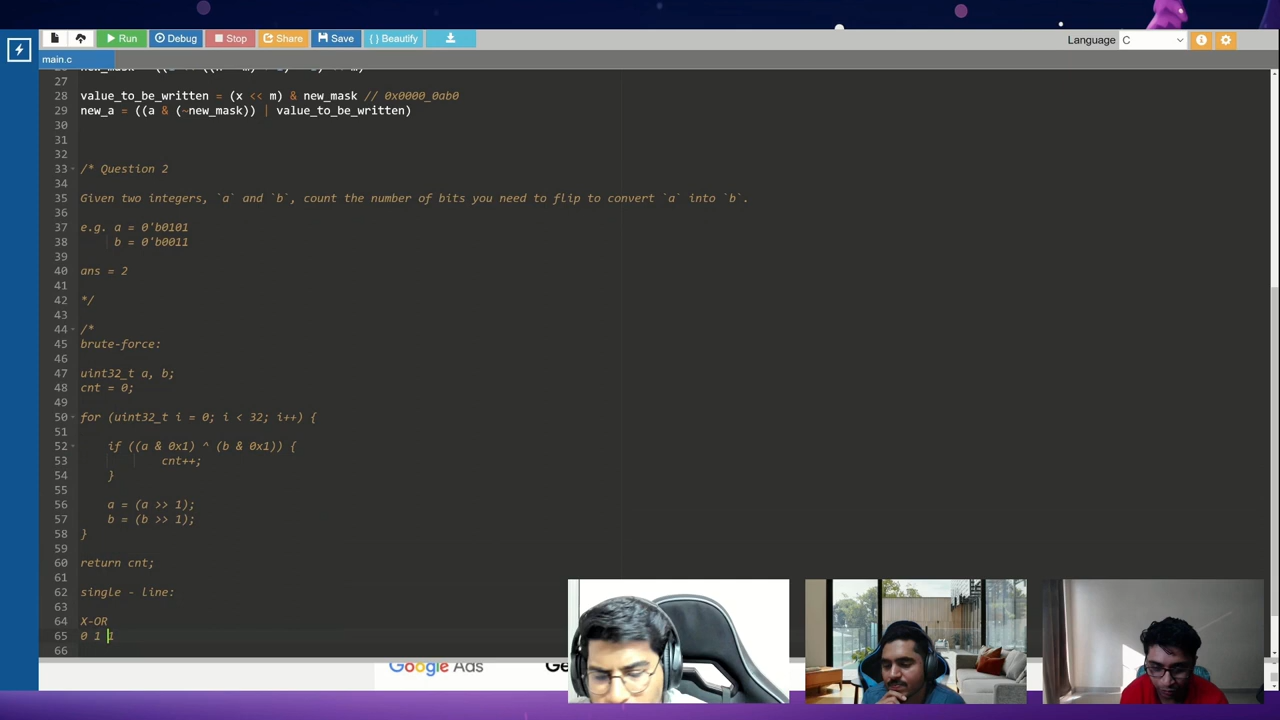 Run Debug Stop Share Save { } Beautify Language C
main.c
27
28 value_to_be_written = (x << m) & new_mask // 0x0000_0ab0
29 new_a = ((a & (~new_mask)) | value_to_be_written)
30
31
32
33 /* Question 2
34
35 Given two integers, `a` and `b`, count the number of bits you need to flip to convert `a` into `b`.
36
37 e.g. a = 0'b0101
38 b = 0'b0011
39
40 ans = 2
41
42 */
43
44 /*
45 brute-force:
46
47 uint32_t a, b;
48 cnt = 0;
49
50 for (uint32_t i = 0; i < 32; i++) {
51
52 if ((a & 0x1) ^ (b & 0x1)) {
53 cnt++;
54 }
55
56 a = (a >> 1);
57 b = (b >> 1);
58 }
59
60 return cnt;
61
62 single - line:
63
64 X-OR
65 0 1 1
66
Google Ads